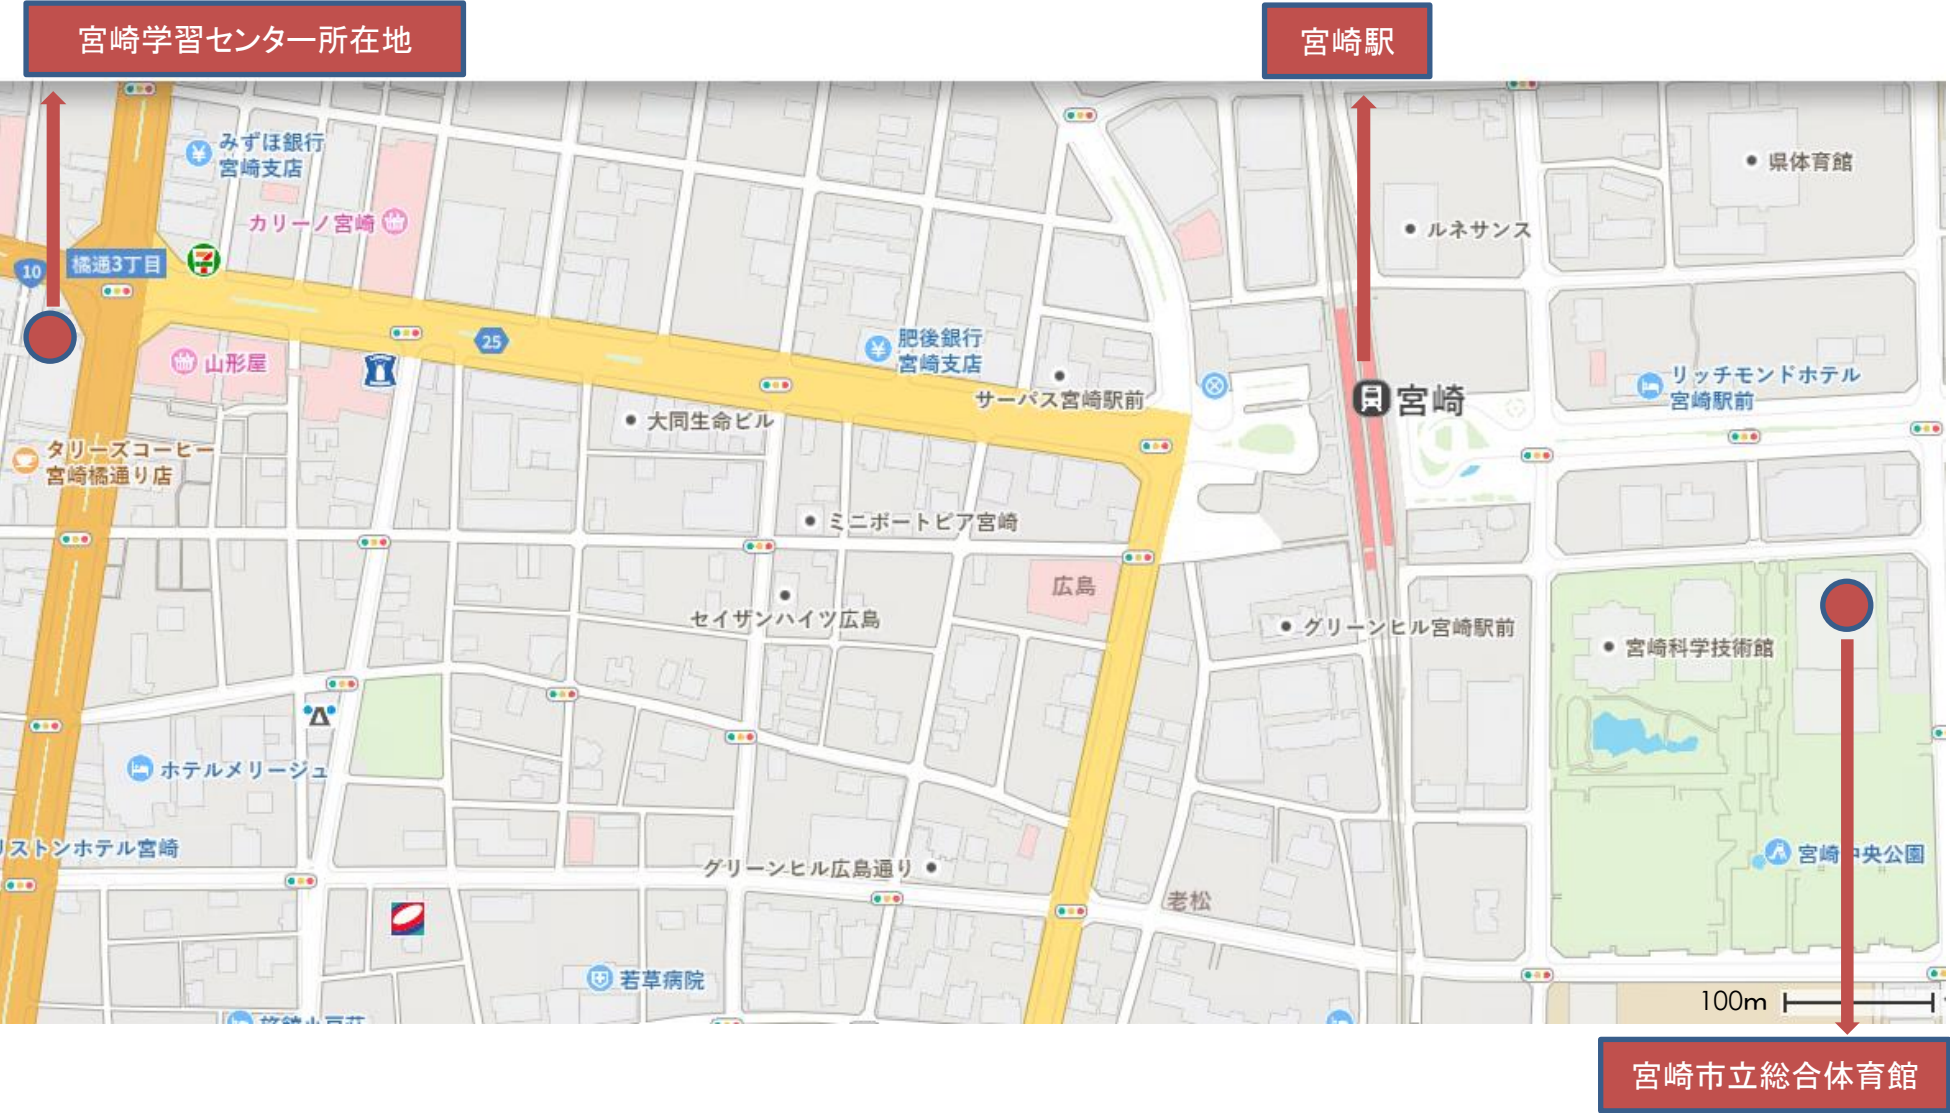 宮崎学習センター所在地
宮崎駅
みずほ銀行
宮崎支店
県体育館
カリーノ宮崎
ルネサンス
橘通3丁目
10
25
肥後銀行
宮崎支店
山形屋
サーパス宮崎駅前
宮崎
リッチモンドホテル
宮崎駅前
大同生命ビル
タリーズコーヒー
宮崎橘通り店
ミニボートピア宮崎
広島
セイザンハイツ広島
グリーンヒル宮崎駅前
宮崎科学技術館
ホテルメリージュ
リストンホテル宮崎
宮崎中央公園
グリーンヒル広島通り
老松
若草病院
100m
宮崎市立総合体育館